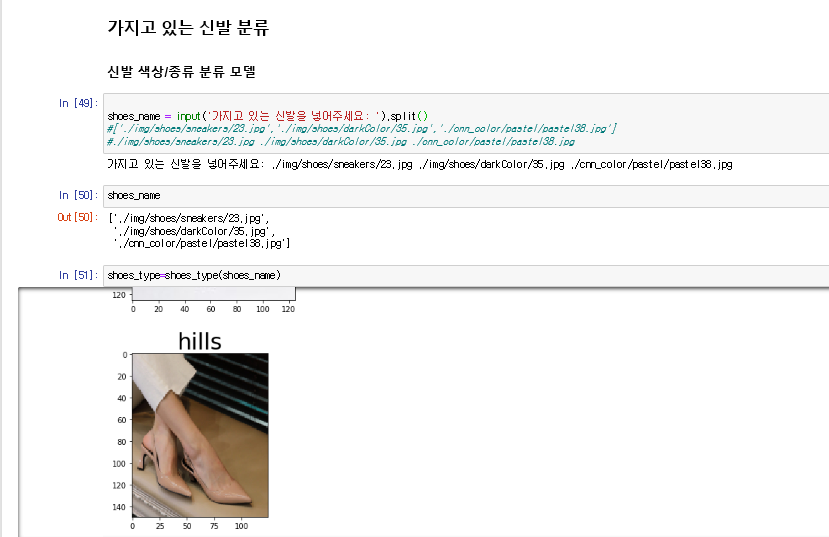 가지고 있는 신발 분류
신발 색상/종류 분류 모델
In [49]:
shoes_name = input('가지고 있는 신발을 넣어주세요: ').split()
#['./img/shoes/sneakers/23.jpg','./img/shoes/darkColor/35.jpg','./cnn_color/pastel/pastel38.jpg']
#./img/shoes/sneakers/23.jpg ./img/shoes/darkColor/35.jpg ./cnn_color/pastel/pastel38.jpg
가지고 있는 신발을 넣어주세요: ./img/shoes/sneakers/23.jpg ./img/shoes/darkColor/35.jpg ./cnn_color/pastel/pastel38.jpg
In [50]:
shoes_name
Out[50]:
['./img/shoes/sneakers/23.jpg',
'./img/shoes/darkColor/35.jpg',
'./cnn_color/pastel/pastel38.jpg']
In [51]:
shoes_type=shoes_type(shoes_name)
120
0 20 40 60 80 100 120
hills
0
20
40
60
80
100
120
140
0 25 50 75 100